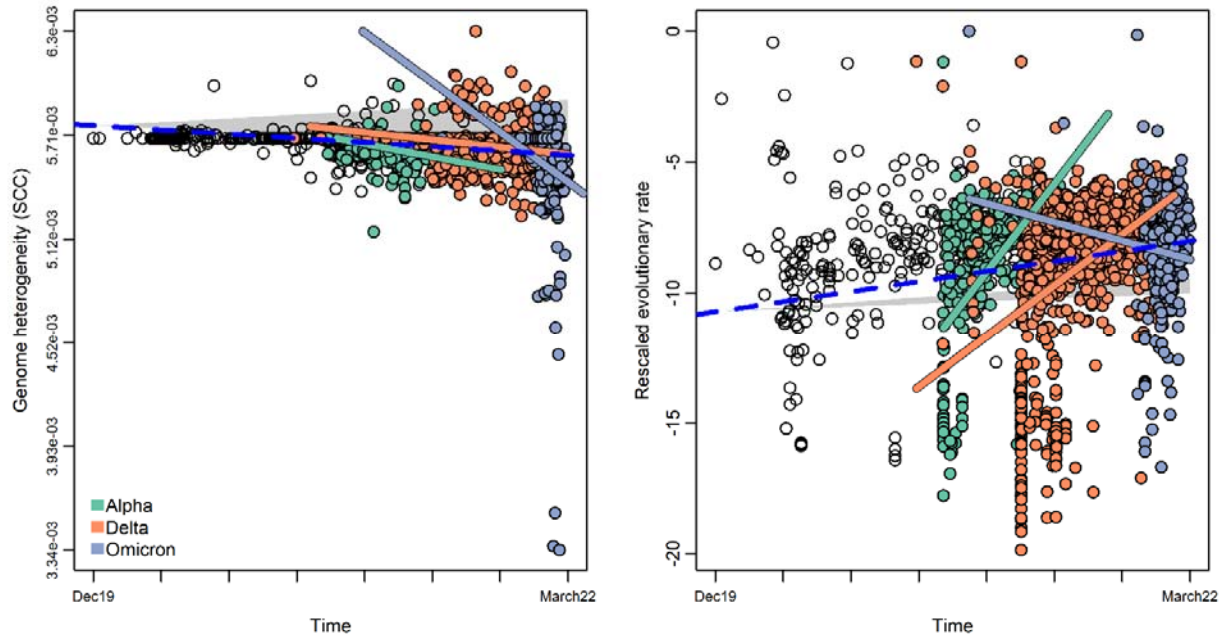 Genome heterogeneity (SCC)
6.3e-03
5.71e-03
5.12e-03
4.52e-03
3.93e-03
3.34e-03
Alpha
Delta
Omicron
Dec19
March22
Time
Rescaled evolutionary rate
0
-5
-10
-15
-20
Dec19
March22
Time